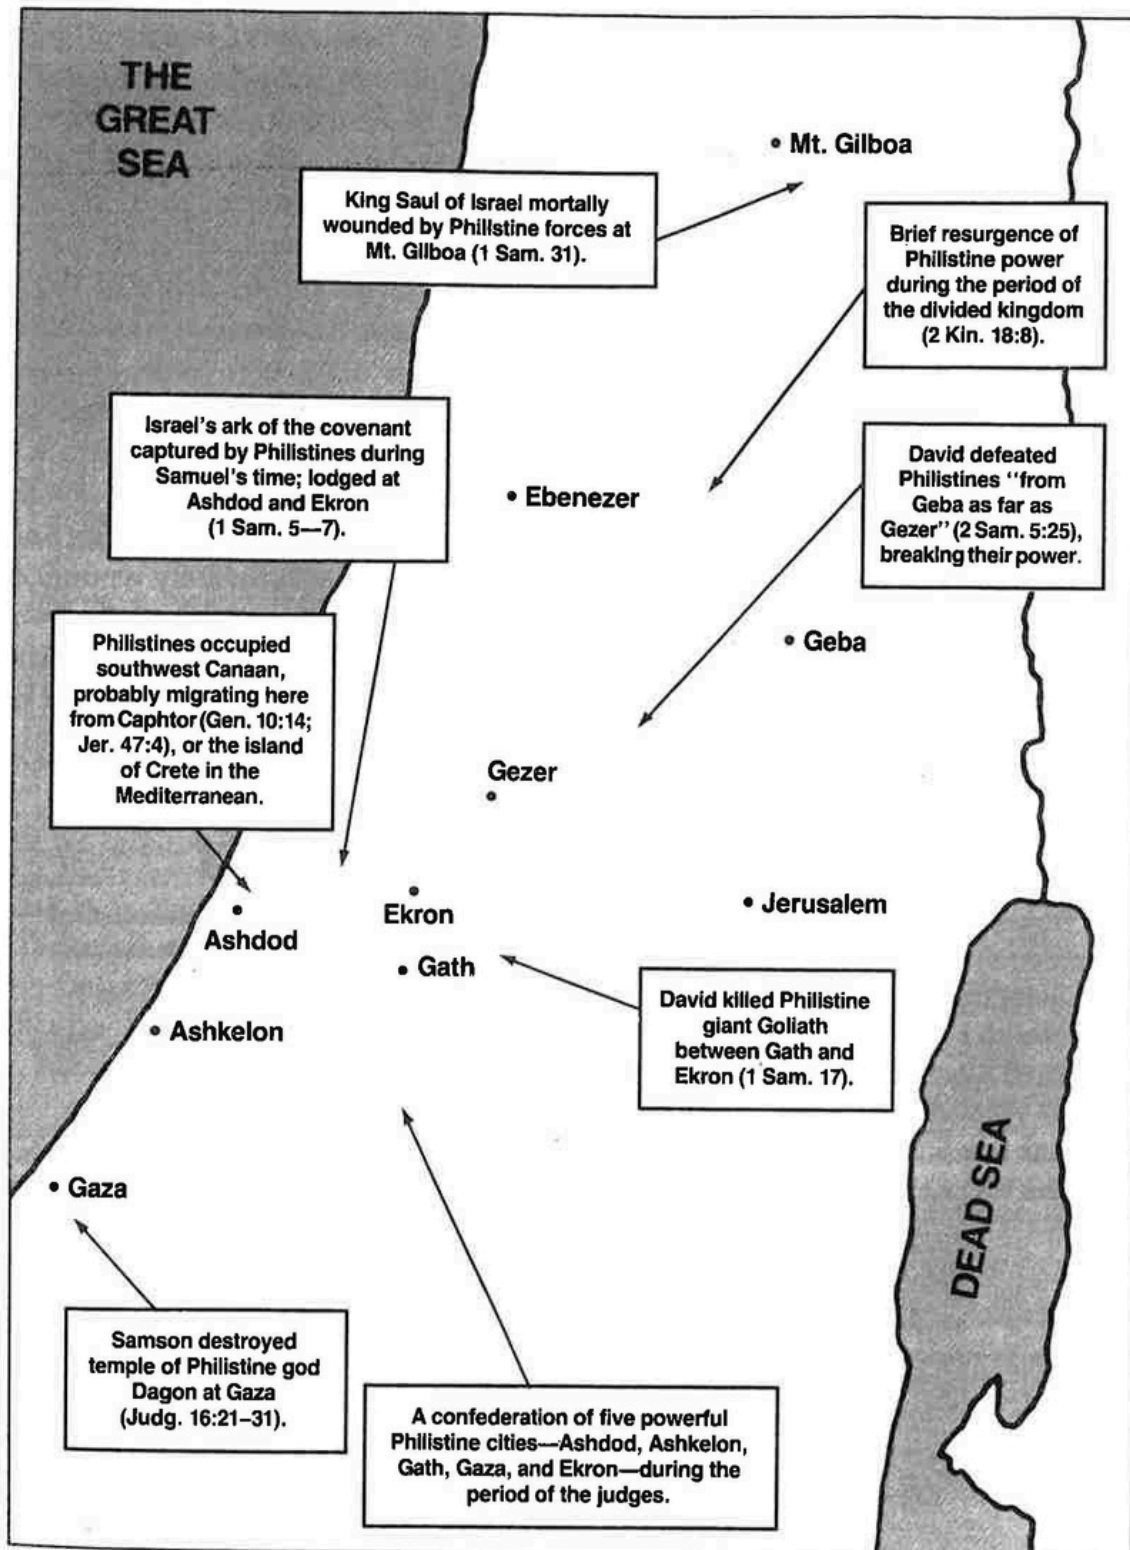 THE
GREAT
SEA
Mt. Gilboa
King Saul of Israel mortally
wounded by Philistine forces at
Mt. Gilboa (1 Sam. 31).
Brief resurgence of
Philistine power
during the period of
the divided kingdom
(2 Kin. 18:8).
Israel's ark of the covenant
captured by Philistines during
Samuel's time; lodged at
Ashdod and Ekron
(1 Sam. 5—7).
Ebenezer
David defeated
Philistines "from
Geba as far as
Gezer" (2 Sam. 5:25),
breaking their power.
Philistines occupied
southwest Canaan,
probably migrating here
from Caphtor (Gen. 10:14;
Jer. 47:4), or the island
of Crete in the
Mediterranean.
Geba
Gezer
Ekron
Jerusalem
Ashdod
Gath
Ashkelon
David killed Philistine
giant Goliath
between Gath and
Ekron (1 Sam. 17).
Gaza
DEAD SEA
Samson destroyed
temple of Philistine god
Dagon at Gaza
(Judg. 16:21–31).
A confederation of five powerful
Philistine cities—Ashdod, Ashkelon,
Gath, Gaza, and Ekron—during the
period of the judges.